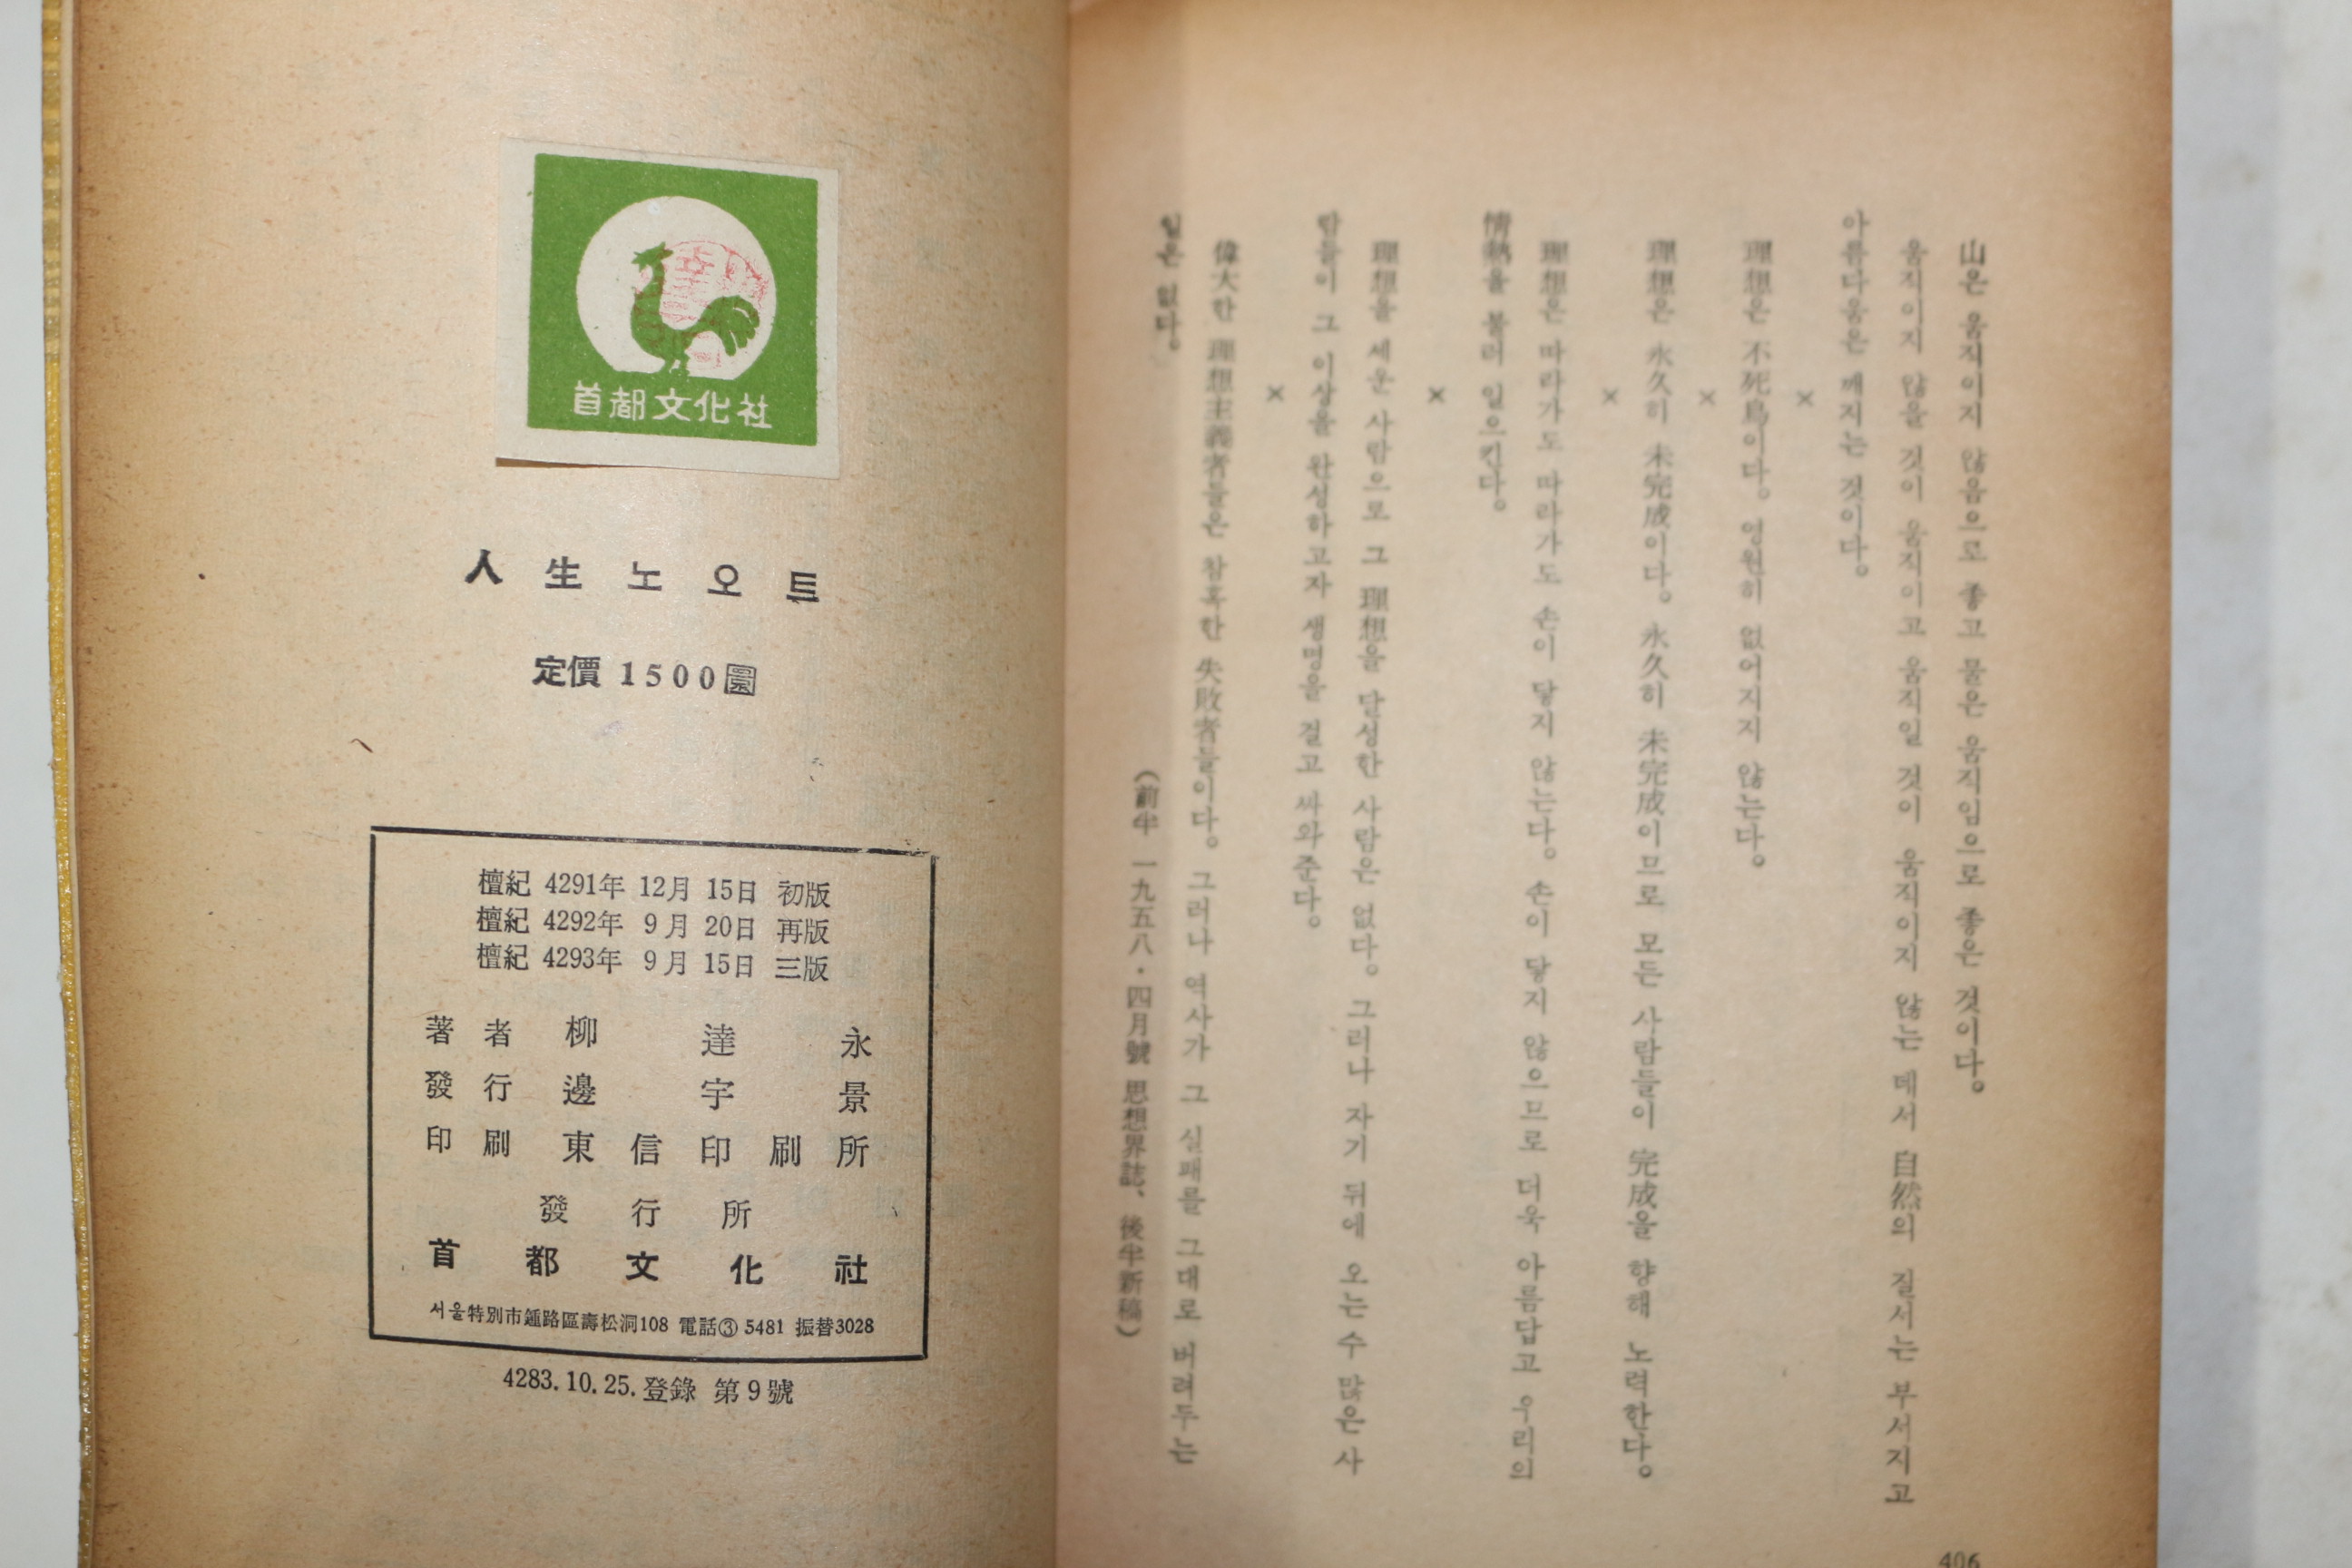 首都文化社
人生노오트
定價 1500圜
檀紀 4291年 12月 15日 初版
檀紀 4292年 9月 20日 再版
檀紀 4293年 9月 15日 三版
著者 柳達永
發行 邊宇景
印刷 東信印刷所
發行所
首都文化社
서울特別市鍾路區壽松洞108 電話③5481 振替3028
4283.10.25.登錄 第9號
山은 움직이지 않음으로 좋고 물은 움직임으로 좋은 것이다。
움직이지 않을 것이 움직이고 움직일 것이 움직이지 않는 데서 自然의 질서는 부서지고
아름다움은 깨지는 것이다。
×
理想은 不死鳥이다。 영원히 없어지지 않는다。
×
理想은 永久히 未完成이다。 永久히 未完成이므로 모든 사람들이 完成을 향해 노력한다。
×
理想은 따라가도 따라가도 손이 닿지 않는다。 손이 닿지 않으므로 더욱 아름답고 우리의
情熱을 불러 일으킨다。
×
理想을 세운 사람으로 그 理想을 달성한 사람은 없다。 그러나 자기 뒤에 오는 수 많은 사
람들이 그 이상을 완성하고자 생명을 걸고 싸와준다。
×
偉大한 理想主義者들은 참혹한 失敗者들이다。 그러나 역사가 그 실패를 그대로 버려두는
일은 없다。
(前半 一九五八·四月號 思想界誌、後半新稿)
406